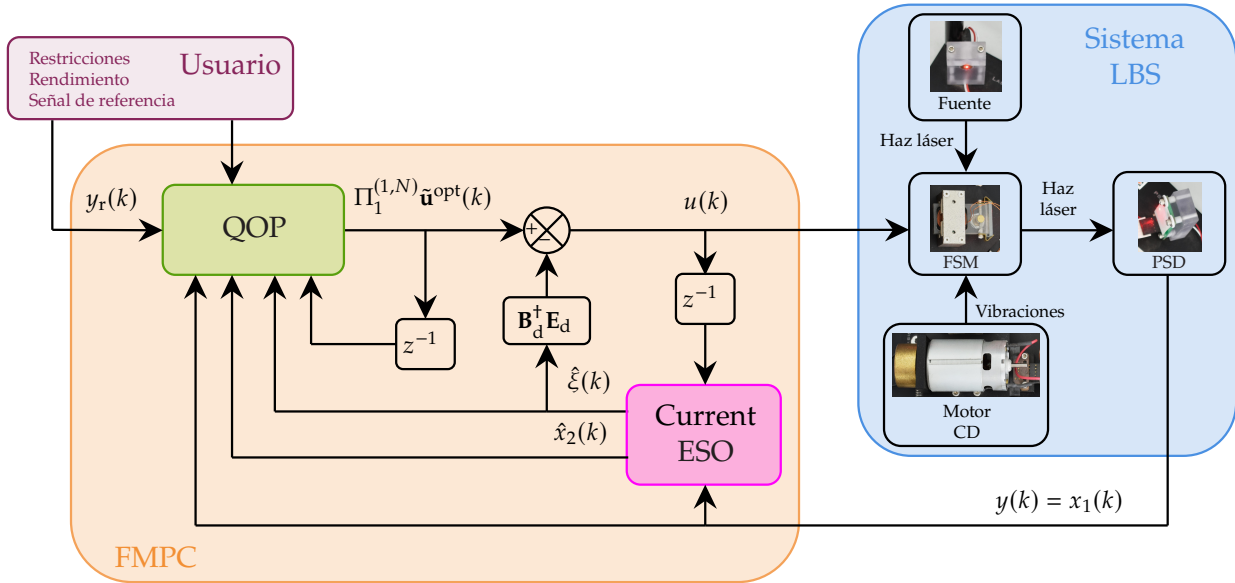 Restricciones
Rendimiento
Señal de referencia
Usuario
Sistema
LBS
Fuente
Haz láser
y_r(k)
QOP
Π_1^{(1,N)} ũ^{opt}(k)
+
−
u(k)
FSM
Haz
láser
PSD
z^{-1}
B_d^† E_d
z^{-1}
Vibraciones
Motor
CD
ξ̂(k)
x̂_2(k)
Current
ESO
y(k) = x_1(k)
FMPC